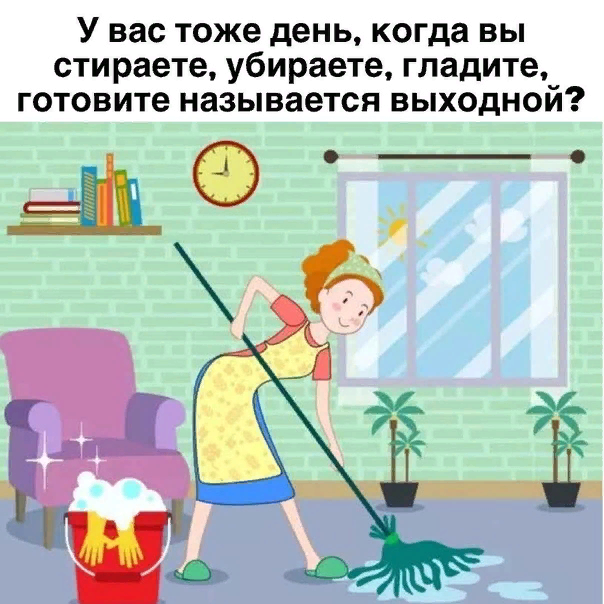 У вас тоже день, когда вы
стираете, убираете, гладите,
готовите называется выходной?